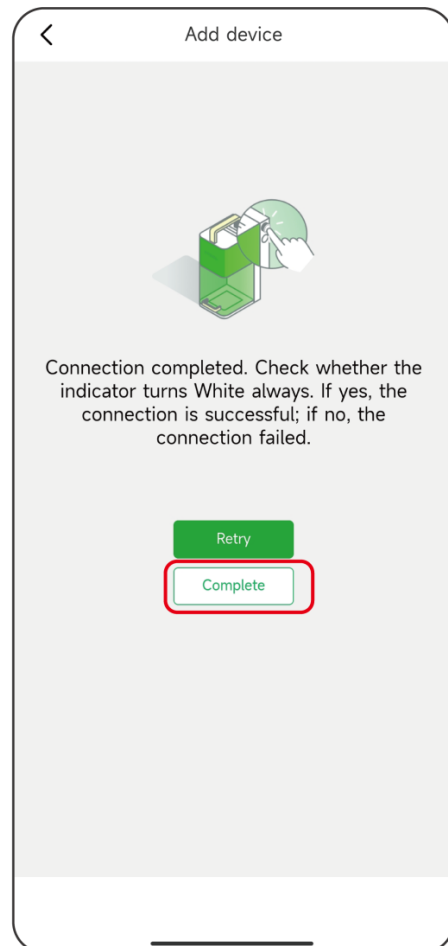 Add device
Connection completed. Check whether the
indicator turns White always. If yes, the
connection is successful; if no, the
connection failed.
Retry
Complete